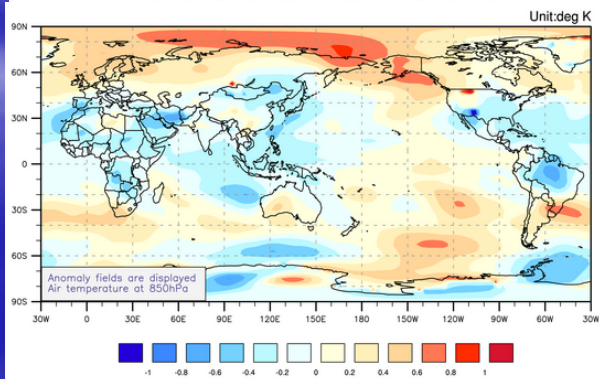 Unit:deg K
90N
60N
30N
0
30S
60S
90S
Anomaly fields are displayed
Air temperature at 850hPa
30W 0 30E 60E 90E 120E 150E 180 150W 120W 90W 60W 30W
-1 -0.8 -0.6 -0.4 -0.2 0 0.2 0.4 0.6 0.8 1